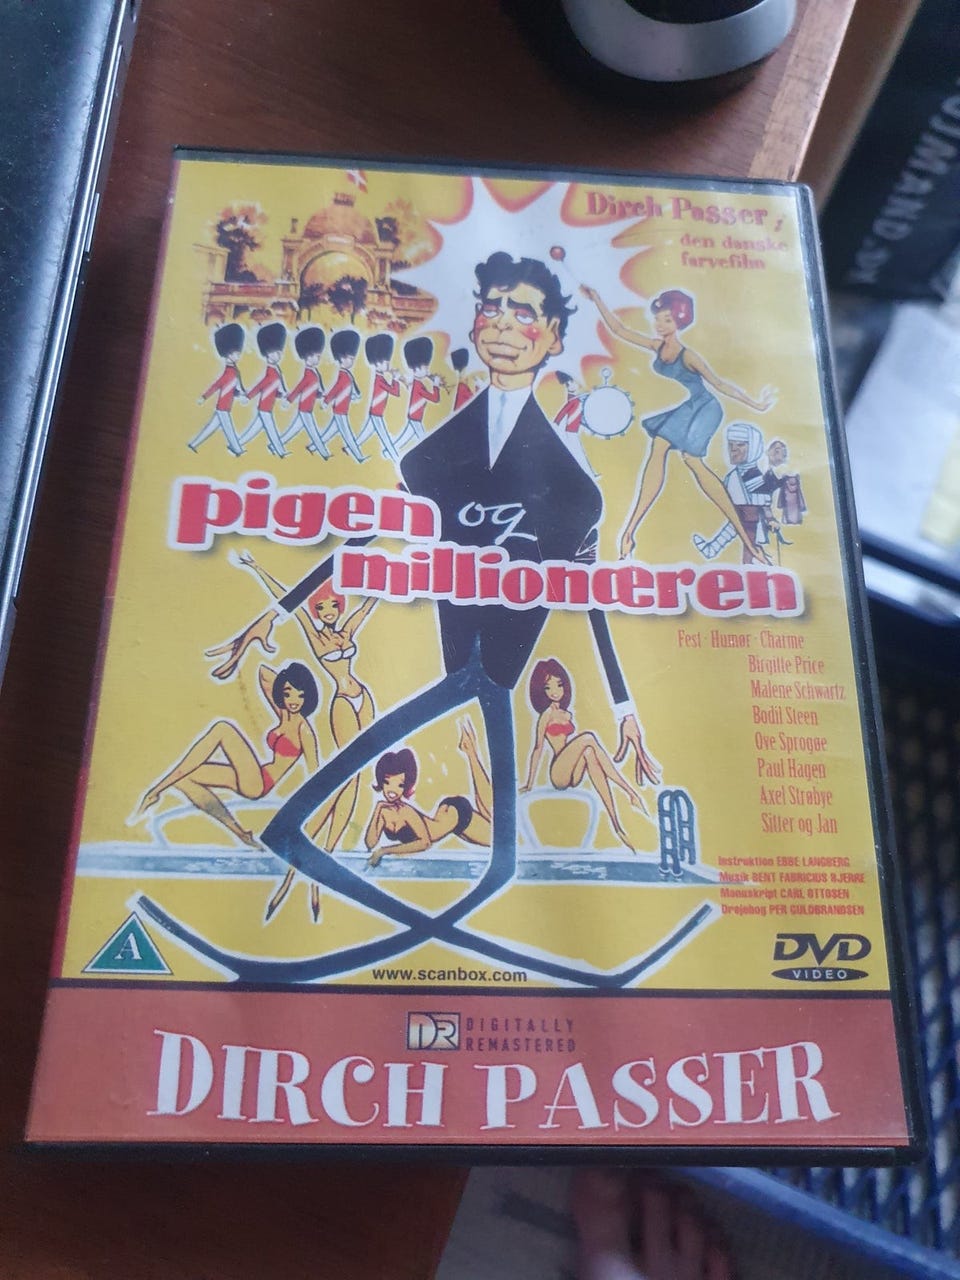 Dirch Passer i
den danske
farvefilm
pigen og
millionæren
Fest - Humør - Charme
Birgitte Price
Malene Schwartz
Bodil Steen
Ove Sprogøe
Paul Hagen
Axel Strøbye
Sitter og Jan
Instruktion EBBE LANGBERG
Musik BENT FABRICIUS BJERRE
Manuskript CARL OTTOSEN
Drejebog PER GULDBRANDSEN
A
www.scanbox.com
DVD
VIDEO
DR DIGITALLY
REMASTERED
DIRCH PASSER